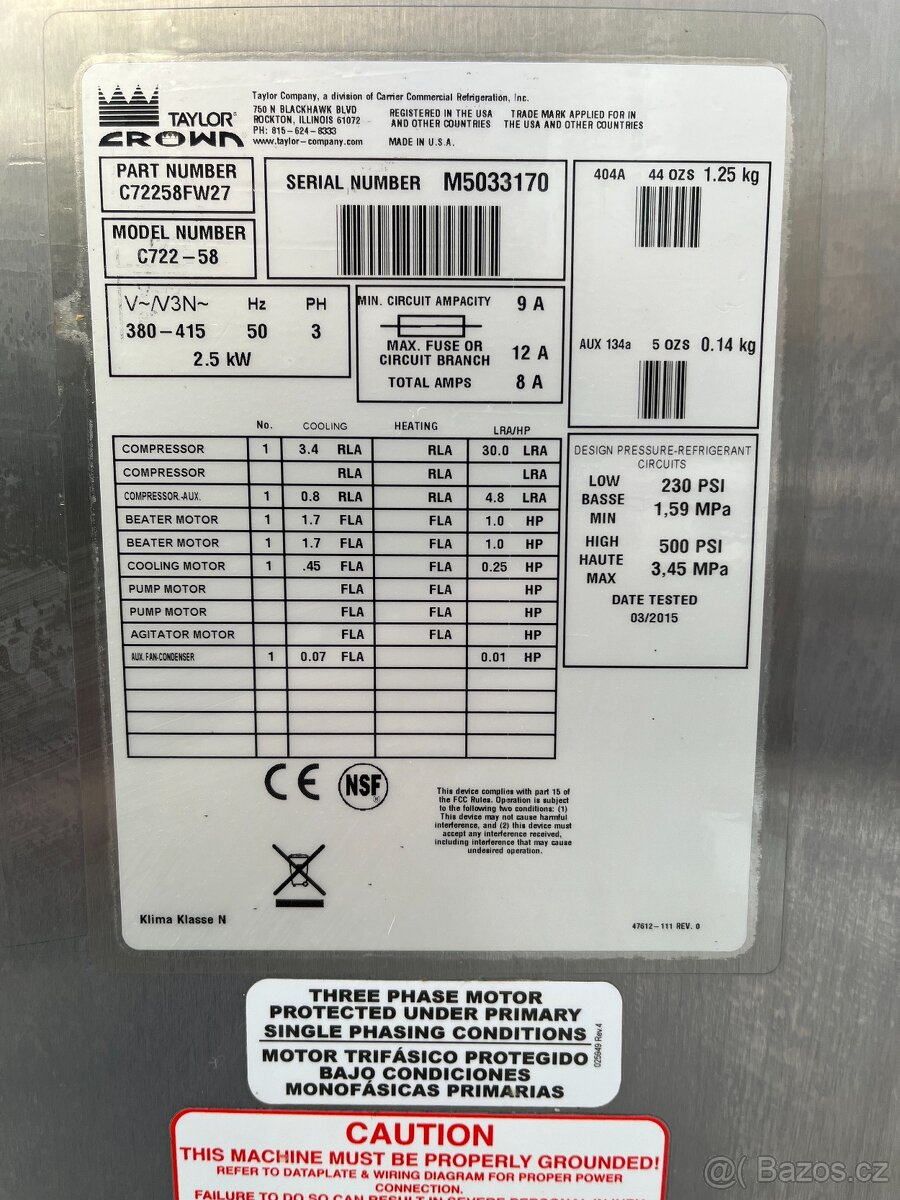 TAYLOR®
CROWN
Taylor Company, a division of Carrier Commercial Refrigeration, Inc.
750 N BLACKHAWK BLVD
ROCKTON, ILLINOIS 61072
PH: 815-624-8333
www.taylor-company.com
REGISTERED IN THE USA
AND OTHER COUNTRIES
TRADE MARK APPLIED FOR IN
THE USA AND OTHER COUNTRIES
MADE IN U.S.A.
PART NUMBER
C72258FW27
MODEL NUMBER
C722-58
SERIAL NUMBER M5033170
404A 44 OZS 1.25 kg
AUX 134a 5 OZS 0.14 kg
V~/V3N~ Hz PH
380-415 50 3
2.5 kW
MIN. CIRCUIT AMPACITY 9 A
MAX. FUSE OR
CIRCUIT BRANCH 12 A
TOTAL AMPS 8 A
No. COOLING HEATING LRA/HP
COMPRESSOR 1 3.4 RLA RLA 30.0 LRA
COMPRESSOR RLA RLA LRA
COMPRESSOR.-AUX. 1 0.8 RLA RLA 4.8 LRA
BEATER MOTOR 1 1.7 FLA FLA 1.0 HP
BEATER MOTOR 1 1.7 FLA FLA 1.0 HP
COOLING MOTOR 1 .45 FLA FLA 0.25 HP
PUMP MOTOR FLA FLA HP
PUMP MOTOR FLA FLA HP
AGITATOR MOTOR FLA FLA HP
AUX. FAN-CONDENSER 1 0.07 FLA 0.01 HP
DESIGN PRESSURE-REFRIGERANT
CIRCUITS
LOW
BASSE
MIN
230 PSI
1,59 MPa
HIGH
HAUTE
MAX
500 PSI
3,45 MPa
DATE TESTED
03/2015
CE NSF®
This device complies with part 15 of
the FCC Rules. Operation is subject
to the following two conditions: (1)
This device may not cause harmful
interference, and (2) this device must
accept any interference received,
including interference that may cause
undesired operation.
Klima Klasse N
47612-111 REV. 0
THREE PHASE MOTOR
PROTECTED UNDER PRIMARY
SINGLE PHASING CONDITIONS
MOTOR TRIFÁSICO PROTEGIDO
BAJO CONDICIONES
MONOFÁSICAS PRIMARIAS
025949 Rev.4
CAUTION
THIS MACHINE MUST BE PROPERLY GROUNDED!
REFER TO DATAPLATE & WIRING DIAGRAM FOR PROPER POWER
CONNECTION.
FAILURE TO DO SO CAN RESULT IN SEVERE PERSONAL INJURY
@( Bazos.cz